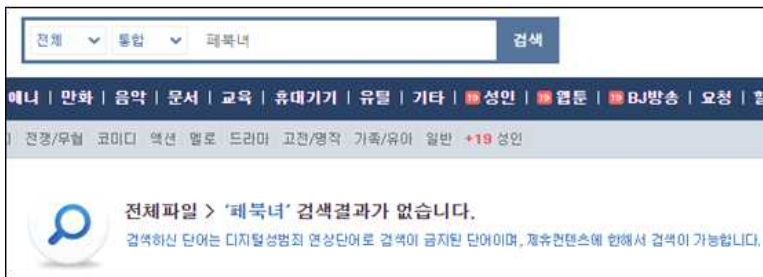 전체 통합 페북녀 검색
애니 | 만화 | 음악 | 문서 | 교육 | 휴대기기 | 유틸 | 기타 | 19 성인 | 19 웹툰 | 19 BJ방송 | 요청 |
전쟁/무협 코미디 액션 멜로 드라마 고전/명작 가족/유아 일반 +19 성인
전체파일 > '페북녀' 검색결과가 없습니다.
검색하신 단어는 디지털성범죄 연상단어로 검색이 금지된 단어이며, 제휴컨텐츠에 한해서 검색이 가능합니다.